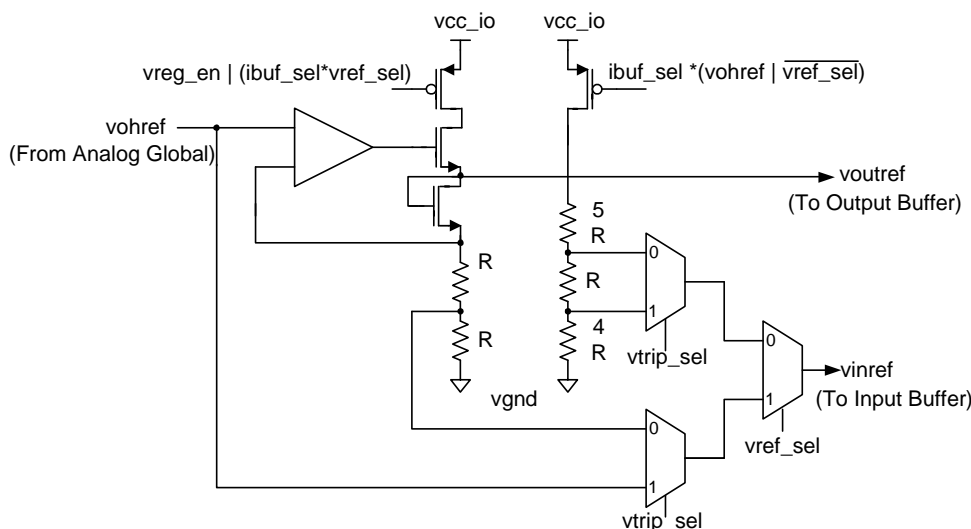 vcc_io
vcc_io
vreg_en | (ibuf_sel*vref_sel)
ibuf_sel *(vohref | vref_sel)
vohref
(From Analog Global)
voutref
(To Output Buffer)
5
R
R
0
R
1
4
R
R
vtrip_sel
0
vinref
(To Input Buffer)
vgnd
1
0
vref_sel
1
vtrip_sel